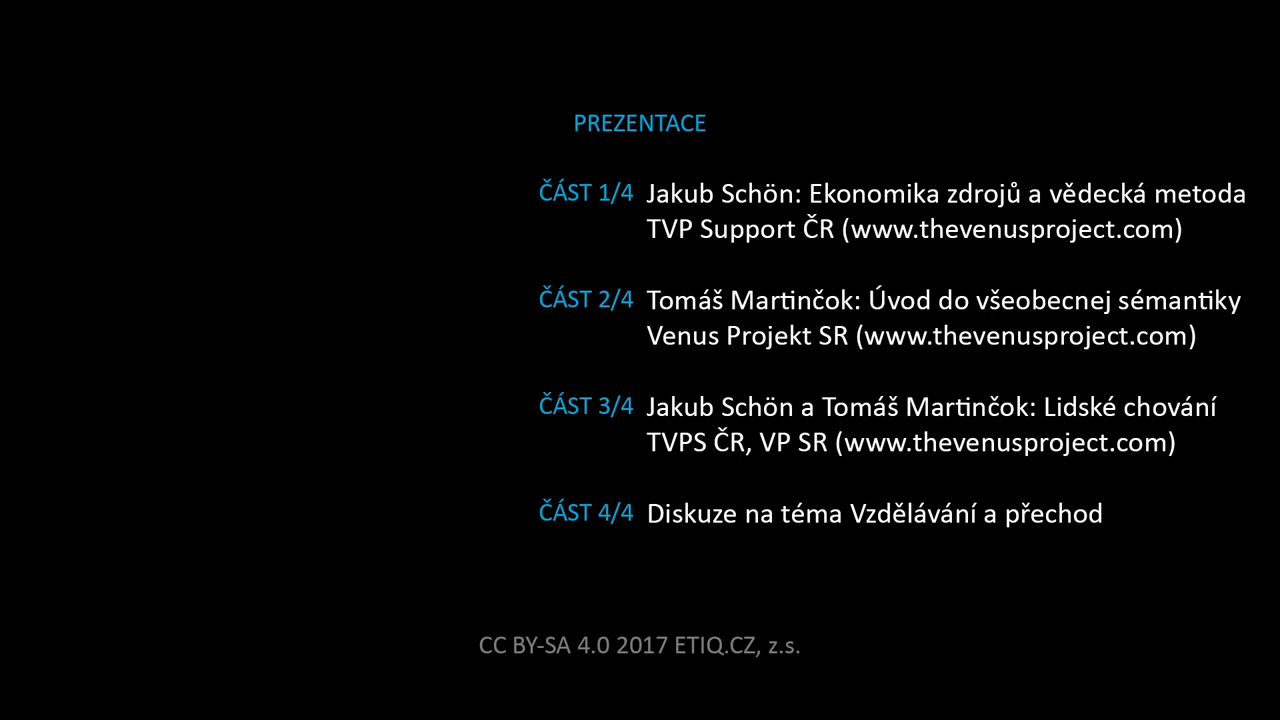 PREZENTACE
ČÁST 1/4 Jakub Schön: Ekonomika zdrojů a vědecká metoda
TVP Support ČR (www.thevenusproject.com)
ČÁST 2/4 Tomáš Martinčok: Úvod do všeobecnej sémantiky
Venus Projekt SR (www.thevenusproject.com)
ČÁST 3/4 Jakub Schön a Tomáš Martinčok: Lidské chování
TVPS ČR, VP SR (www.thevenusproject.com)
ČÁST 4/4 Diskuze na téma Vzdělávání a přechod
CC BY-SA 4.0 2017 ETIQ.CZ, z.s.